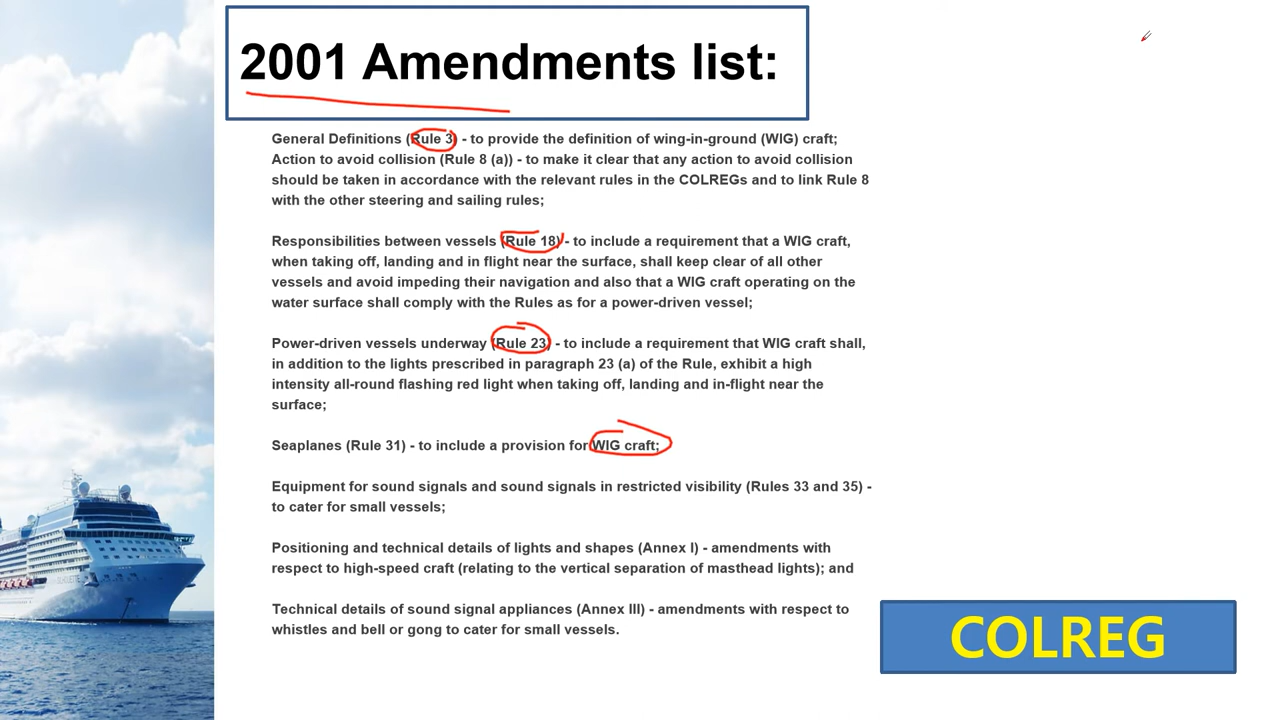 2001 Amendments list:
General Definitions (Rule 3) - to provide the definition of wing-in-ground (WIG) craft;
Action to avoid collision (Rule 8 (a)) - to make it clear that any action to avoid collision
should be taken in accordance with the relevant rules in the COLREGs and to link Rule 8
with the other steering and sailing rules;
Responsibilities between vessels (Rule 18) - to include a requirement that a WIG craft,
when taking off, landing and in flight near the surface, shall keep clear of all other
vessels and avoid impeding their navigation and also that a WIG craft operating on the
water surface shall comply with the Rules as for a power-driven vessel;
Power-driven vessels underway (Rule 23) - to include a requirement that WIG craft shall,
in addition to the lights prescribed in paragraph 23 (a) of the Rule, exhibit a high
intensity all-round flashing red light when taking off, landing and in-flight near the
surface;
Seaplanes (Rule 31) - to include a provision for WIG craft;
Equipment for sound signals and sound signals in restricted visibility (Rules 33 and 35) -
to cater for small vessels;
Positioning and technical details of lights and shapes (Annex I) - amendments with
respect to high-speed craft (relating to the vertical separation of masthead lights); and
Technical details of sound signal appliances (Annex III) - amendments with respect to
whistles and bell or gong to cater for small vessels.
COLREG